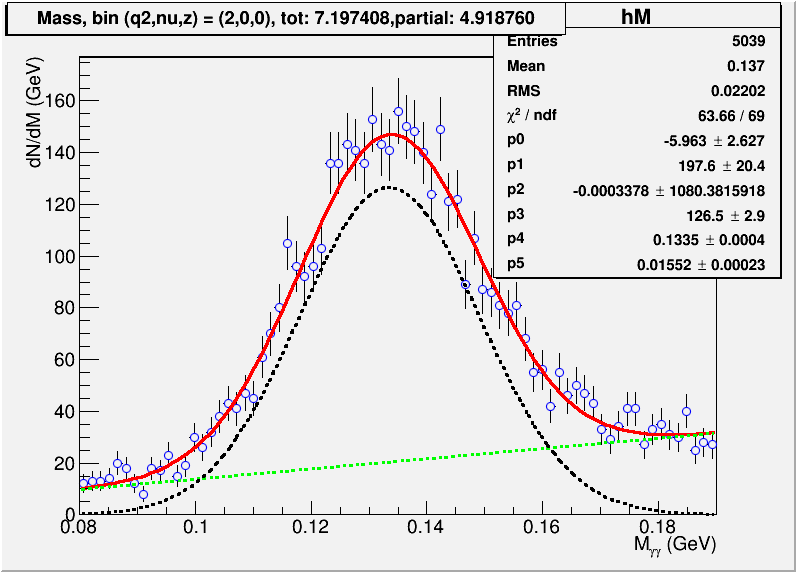 Mass, bin (q2,nu,z) = (2,0,0), tot: 7.197408,partial: 4.918760
hM
Entries 5039
Mean 0.137
RMS 0.02202
χ² / ndf 63.66 / 69
p0 -5.963 ± 2.627
p1 197.6 ± 20.4
p2 -0.0003378 ± 1080.3815918
p3 126.5 ± 2.9
p4 0.1335 ± 0.0004
p5 0.01552 ± 0.00023
dN/dM (GeV)
160
140
120
100
80
60
40
20
0
0.08 0.1 0.12 0.14 0.16 0.18
Mγγ (GeV)